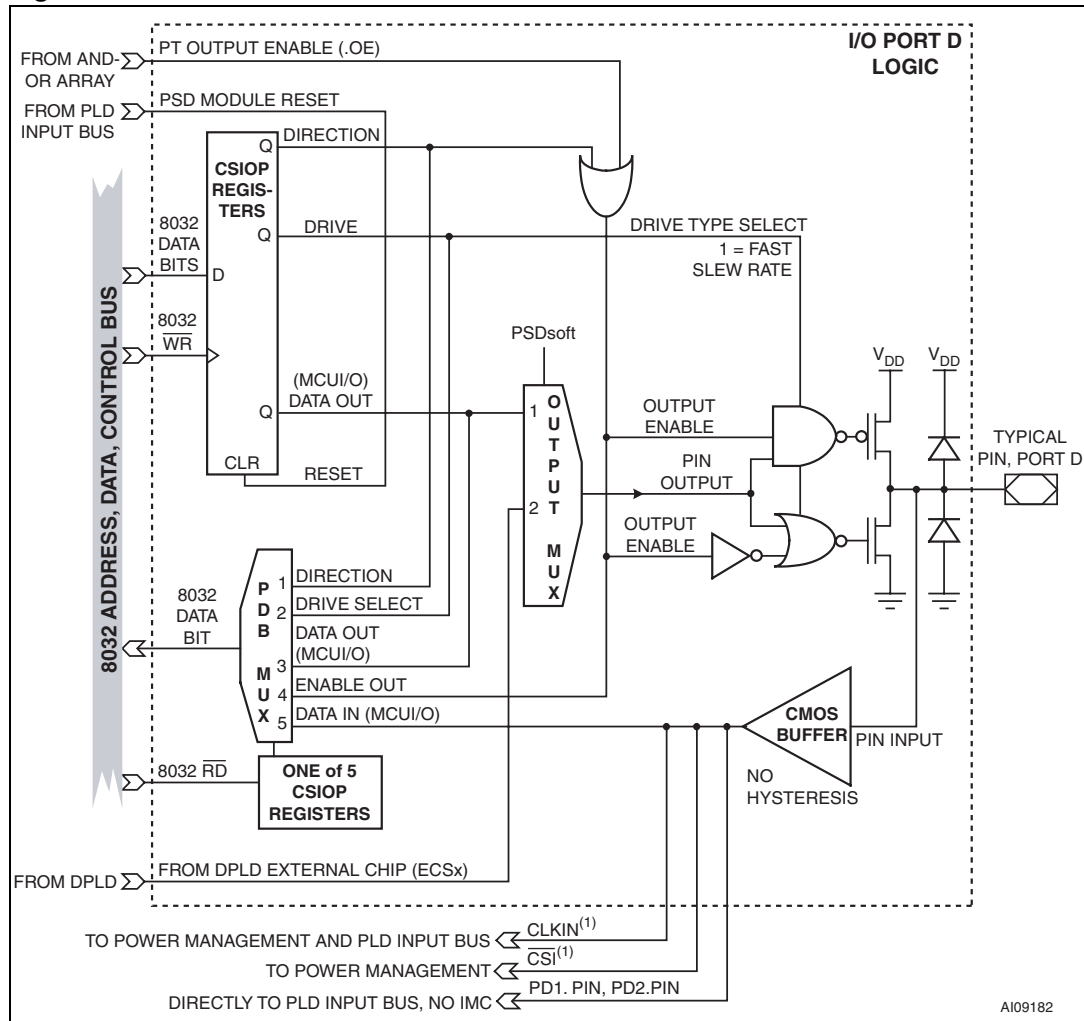 I/O PORT D
LOGIC
PT OUTPUT ENABLE (.OE)
FROM AND-
OR ARRAY
FROM PLD
INPUT BUS
PSD MODULE RESET
DIRECTION
Q
CSIOP
REGIS-
TERS
8032
DATA
BITS
D
Q
DRIVE
DRIVE TYPE SELECT
1 = FAST
SLEW RATE
8032 ADDRESS, DATA, CONTROL BUS
8032
WR
PSDsoft
(MCUI/O)
DATA OUT
Q
CLR
RESET
1
2
OUTPUT MUX
OUTPUT
ENABLE
PIN
OUTPUT
OUTPUT
ENABLE
VDD
VDD
TYPICAL
PIN, PORT D
8032
DATA
BIT
PDB MUX
1 DIRECTION
2 DRIVE SELECT
DATA OUT
3 (MCUI/O)
4 ENABLE OUT
5 DATA IN (MCUI/O)
CMOS
BUFFER
PIN INPUT
NO
HYSTERESIS
8032 RD
ONE of 5
CSIOP
REGISTERS
FROM DPLD
FROM DPLD EXTERNAL CHIP (ECSx)
TO POWER MANAGEMENT AND PLD INPUT BUS CLKIN(1)
TO POWER MANAGEMENT CSI(1)
DIRECTLY TO PLD INPUT BUS, NO IMC PD1. PIN, PD2.PIN
AI09182